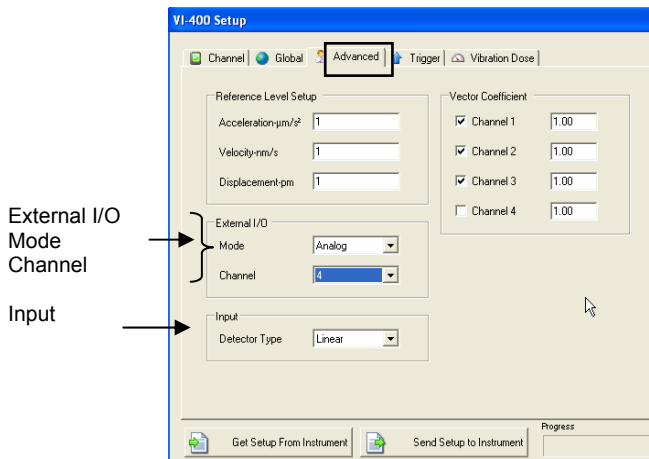 VI-400 Setup
Channel Global Advanced Trigger Vibration Dose
Reference Level Setup
Acceleration-µm/s² 1
Velocity-nm/s 1
Displacement-pm 1
Vector Coefficient
Channel 1 1.00
Channel 2 1.00
Channel 3 1.00
Channel 4 1.00
External I/O
Mode
Channel
External I/O
Mode Analog
Channel 4
Input
Input
Detector Type Linear
Get Setup From Instrument Send Setup to Instrument Progress